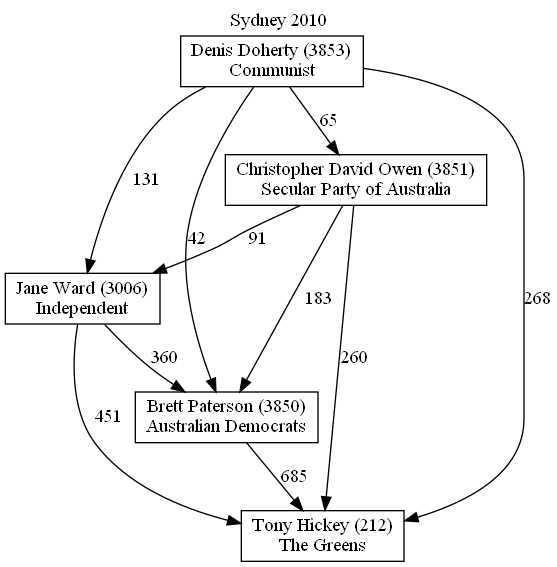 Sydney 2010
Denis Doherty (3853)
Communist
65
Christopher David Owen (3851)
Secular Party of Australia
131
42
91
Jane Ward (3006)
Independent
183
268
360
260
Brett Paterson (3850)
Australian Democrats
451
685
Tony Hickey (212)
The Greens